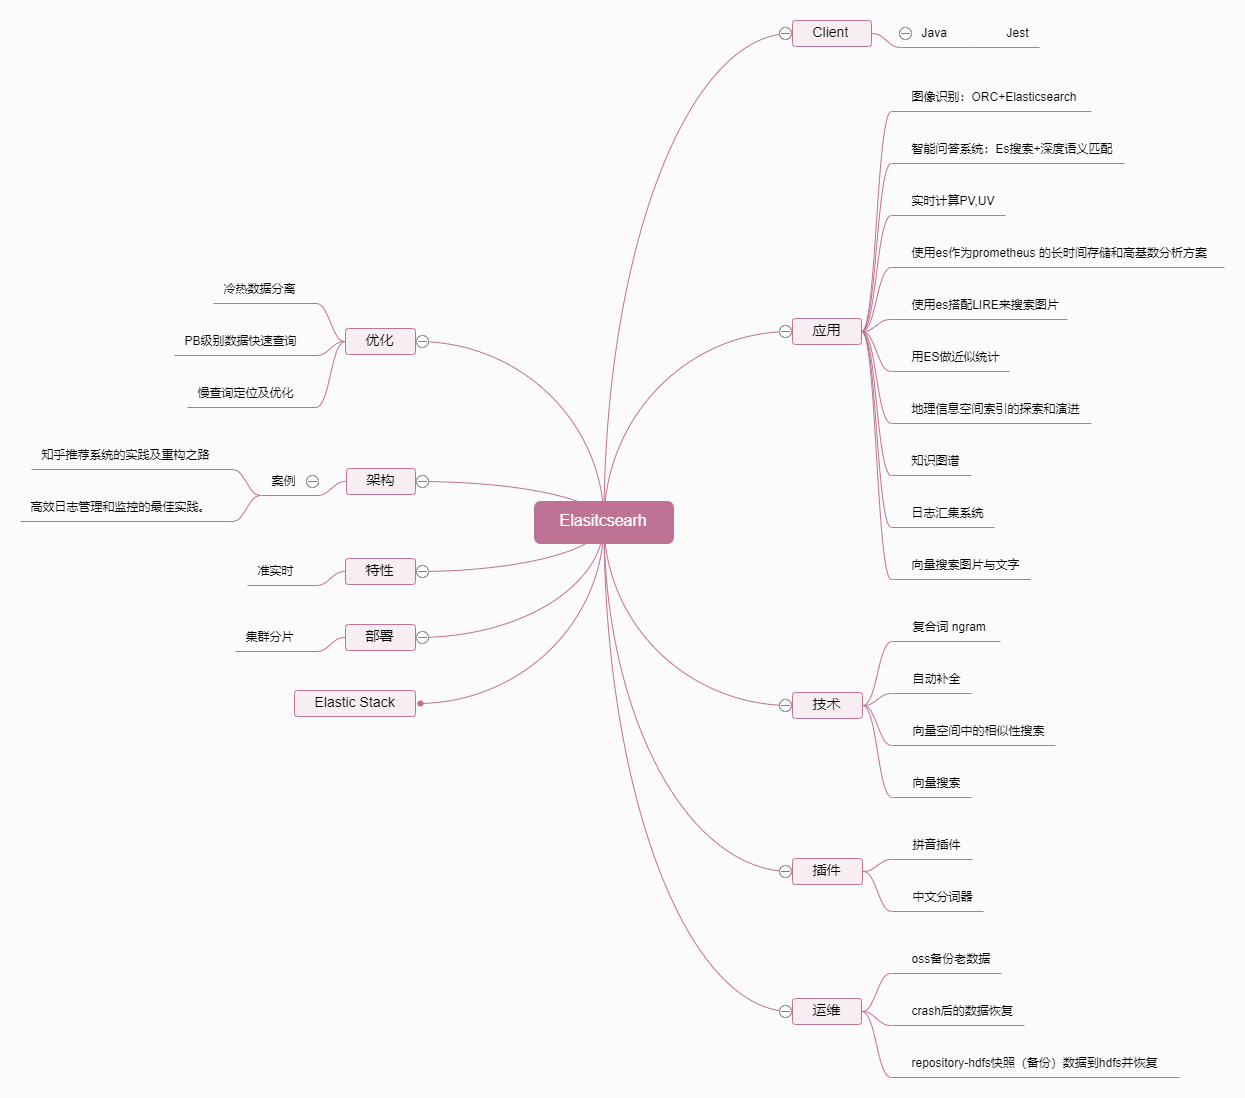 Elasitcsearh
Client
Java
Jest
应用
图像识别：ORC+Elasticsearch
智能问答系统：Es搜索+深度语义匹配
实时计算PV,UV
使用es作为prometheus 的长时间存储和高基数分析方案
使用es搭配LIRE来搜索图片
用ES做近似统计
地理信息空间索引的探索和演进
知识图谱
日志汇集系统
向量搜索图片与文字
技术
复合词 ngram
自动补全
向量空间中的相似性搜索
向量搜索
插件
拼音插件
中文分词器
运维
oss备份老数据
crash后的数据恢复
repository-hdfs快照（备份）数据到hdfs并恢复
优化
冷热数据分离
PB级别数据快速查询
慢查询定位及优化
架构
案例
知乎推荐系统的实践及重构之路
高效日志管理和监控的最佳实践。
特性
准实时
部署
集群分片
Elastic Stack